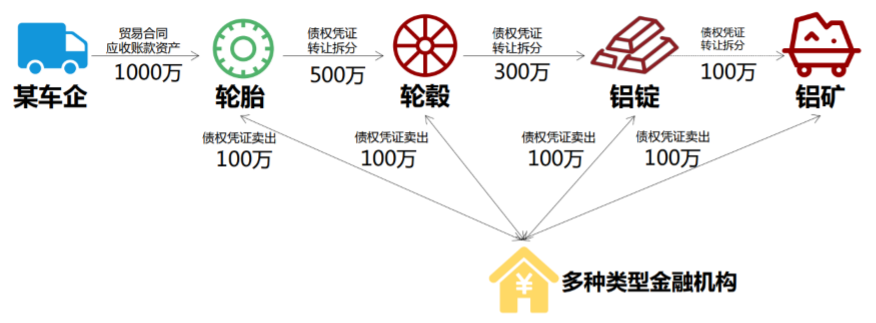 贸易合同
应收账款资产
1000万
债权凭证
转让拆分
500万
债权凭证
转让拆分
300万
债权凭证
转让拆分
100万
某车企
轮胎
轮毂
铝锭
铝矿
债权凭证卖出
100万
债权凭证卖出
100万
债权凭证卖出
100万
债权凭证卖出
100万
¥
多种类型金融机构